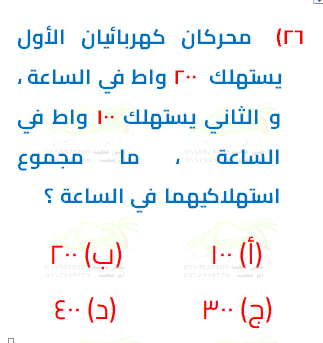 ٢٦) محركان كهربائيان الأول
يستهلك ٢٠٠ واط في الساعة ،
و الثاني يستهلك ١٠٠ واط في
الساعة ، ما مجموع
استهلاكيهما في الساعة ؟
(أ) ١٠٠ (ب) ٢٠٠
(ج) ٣٠٠ (د) ٤٠٠